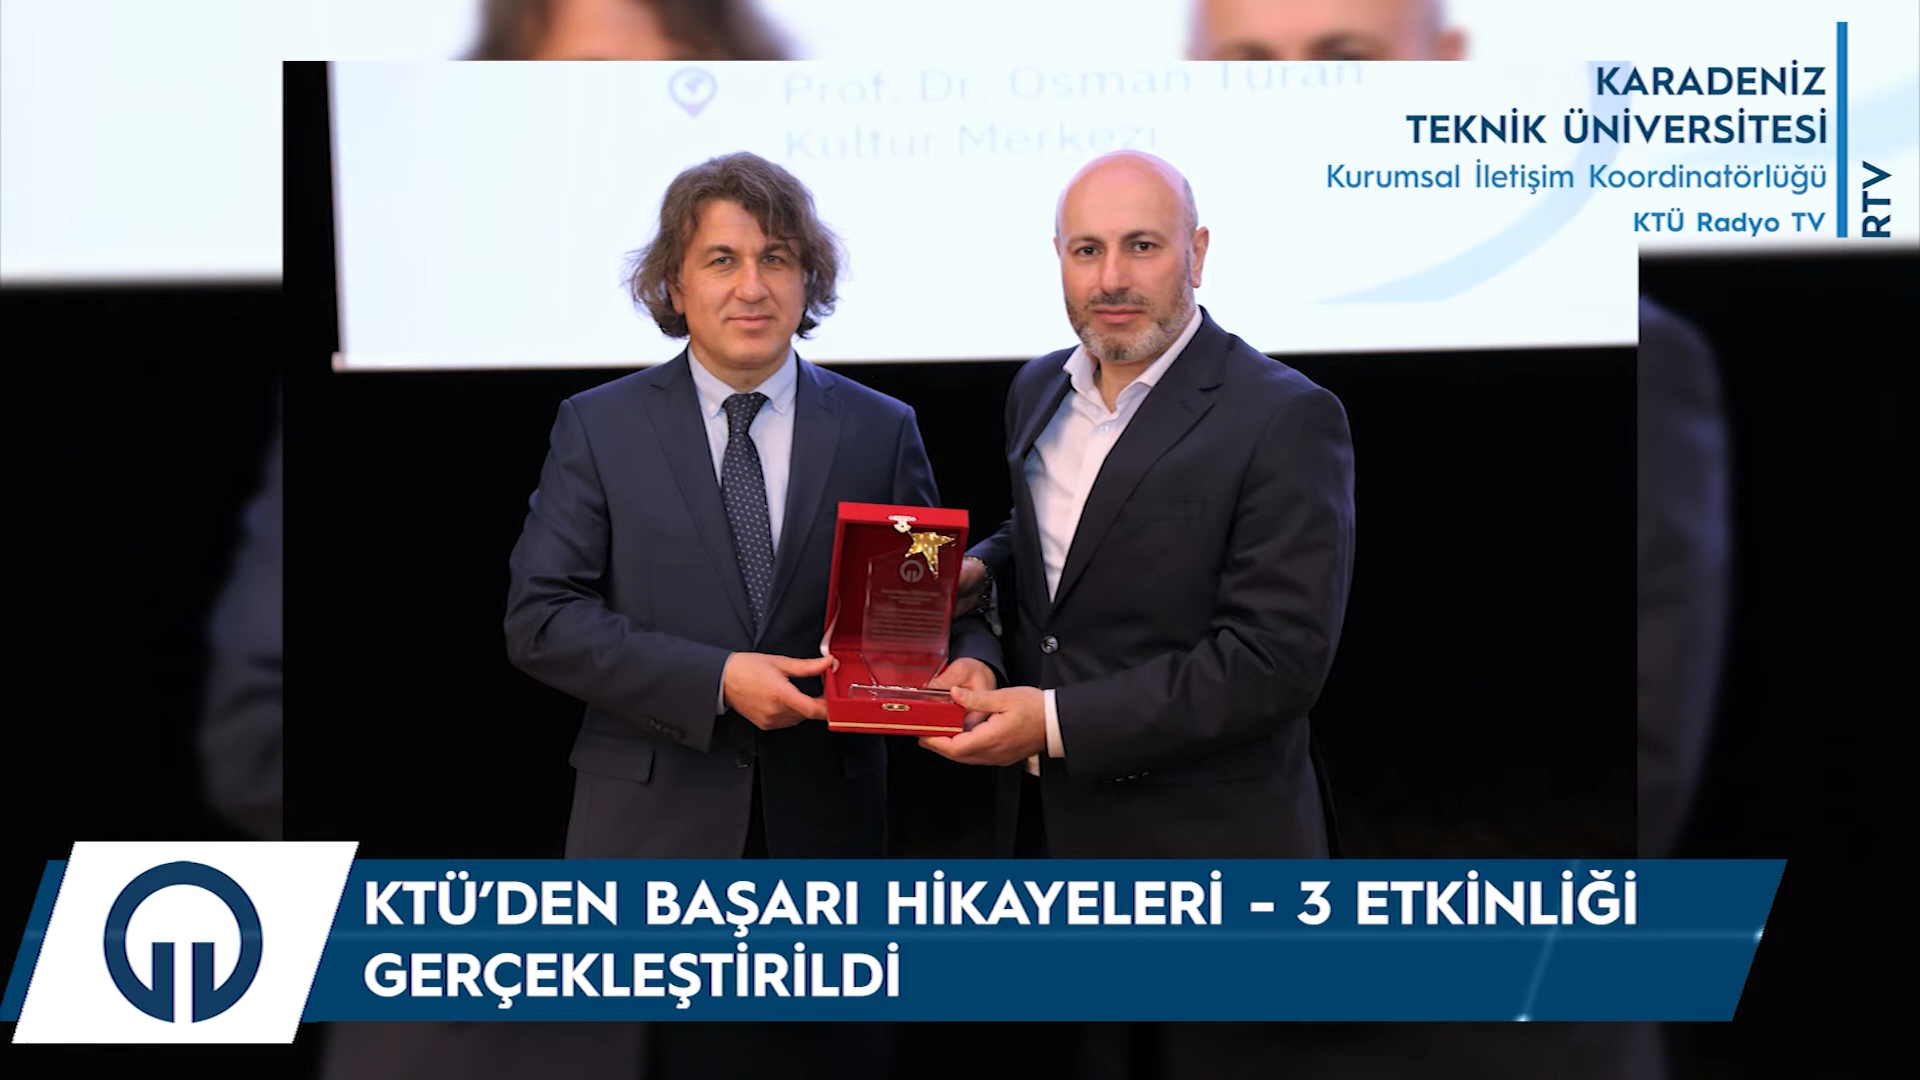 Prof. Dr. Osman Turan
Kültür Merkezi
KARADENİZ
TEKNİK ÜNİVERSİTESİ
Kurumsal İletişim Koordinatörlüğü
KTÜ Radyo TV
RTV
KTÜ’DEN BAŞARI HİKAYELERİ - 3 ETKİNLİĞİ
GERÇEKLEŞTİRİLDİ